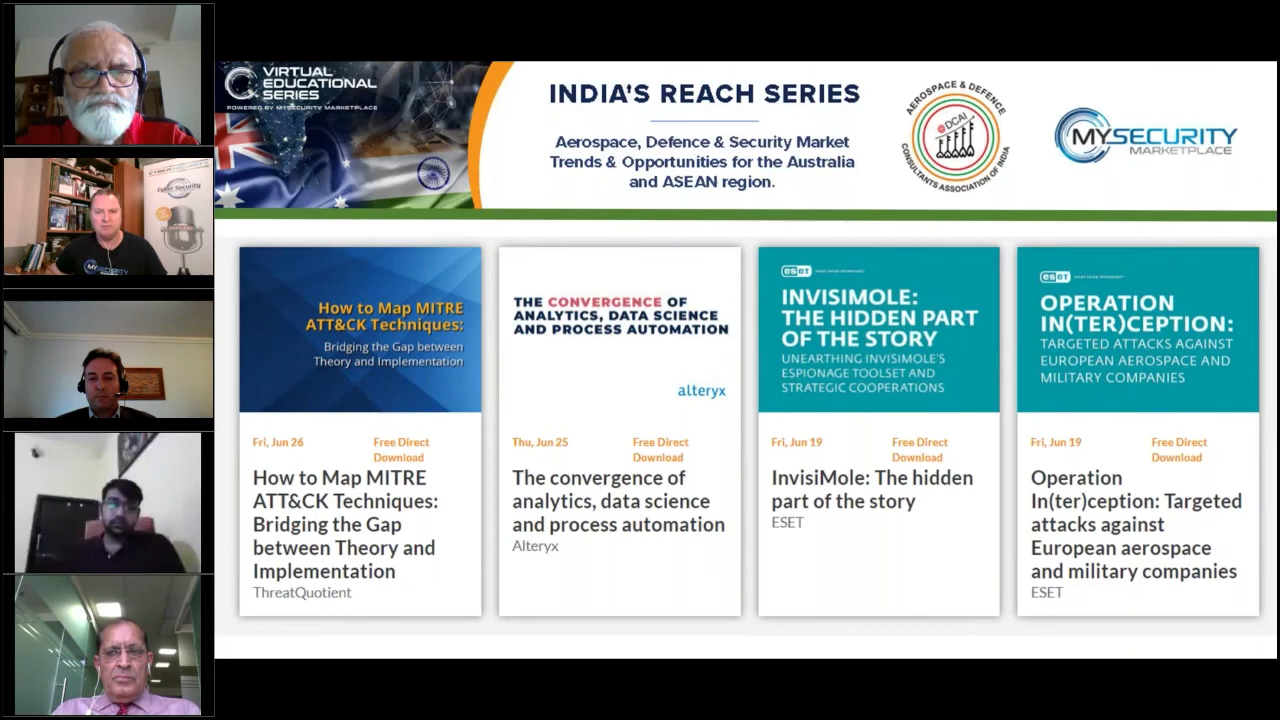 VIRTUAL
EDUCATIONAL
SERIES
POWERED BY MYSECURITY MARKETPLACE
INDIA'S REACH SERIES
Aerospace, Defence & Security Market
Trends & Opportunities for the Australia
and ASEAN region.
AEROSPACE & DEFENCE
DCAI
CONSULTANTS ASSOCIATION OF INDIA
MYSECURITY
MARKETPLACE
How to Map MITRE
ATT&CK Techniques:
Bridging the Gap between
Theory and Implementation
Fri, Jun 26
Free Direct
Download
How to Map MITRE
ATT&CK Techniques:
Bridging the Gap
between Theory and
Implementation
ThreatQuotient
THE CONVERGENCE OF
ANALYTICS, DATA SCIENCE
AND PROCESS AUTOMATION
alteryx
Thu, Jun 25
Free Direct
Download
The convergence of
analytics, data science
and process automation
Alteryx
eset
INVISIMOLE:
THE HIDDEN PART
OF THE STORY
UNEARTHING INVISIMOLE'S
ESPIONAGE TOOLSET AND
STRATEGIC COOPERATIONS
Fri, Jun 19
Free Direct
Download
InvisiMole: The hidden
part of the story
ESET
eset
OPERATION
IN(TER)CEPTION:
TARGETED ATTACKS AGAINST
EUROPEAN AEROSPACE AND
MILITARY COMPANIES
Fri, Jun 19
Free Direct
Download
Operation
In(ter)ception: Targeted
attacks against
European aerospace
and military companies
ESET
Cyber Security
MYSECURITY